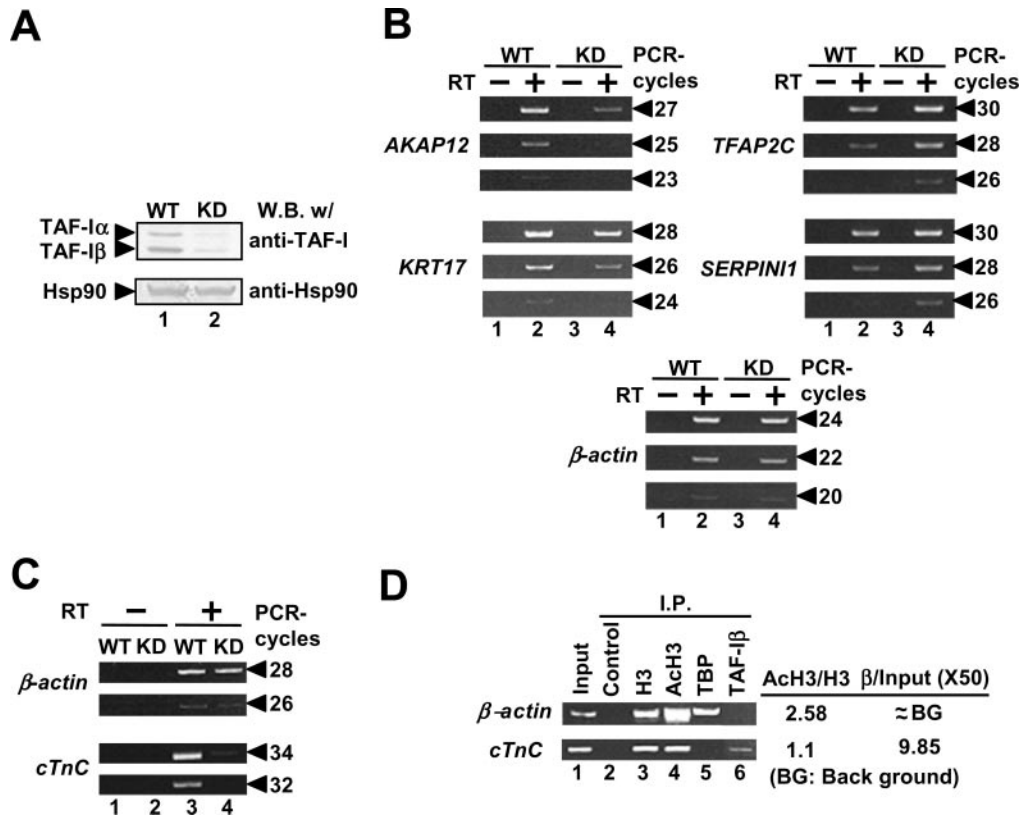 A
WT KD W.B. w/
TAF-Iα
TAF-Iβ
anti-TAF-I
Hsp90
anti-Hsp90
1 2
B
WT KD PCR-cycles
RT − + − +
AKAP12
27
25
23
KRT17
28
26
24
1 2 3 4
WT KD PCR-cycles
RT − + − +
TFAP2C
30
28
26
SERPINI1
30
28
26
1 2 3 4
WT KD PCR-cycles
RT − + − +
β-actin
24
22
20
1 2 3 4
C
RT − + PCR-cycles
WT KD WT KD
β-actin
28
26
cTnC
34
32
1 2 3 4
D
I.P.
Input Control H3 AcH3 TBP TAF-Iβ
AcH3/H3 β/Input (X50)
β-actin 2.58 ≈BG
cTnC 1.1 9.85
1 2 3 4 5 6 (BG: Back ground)